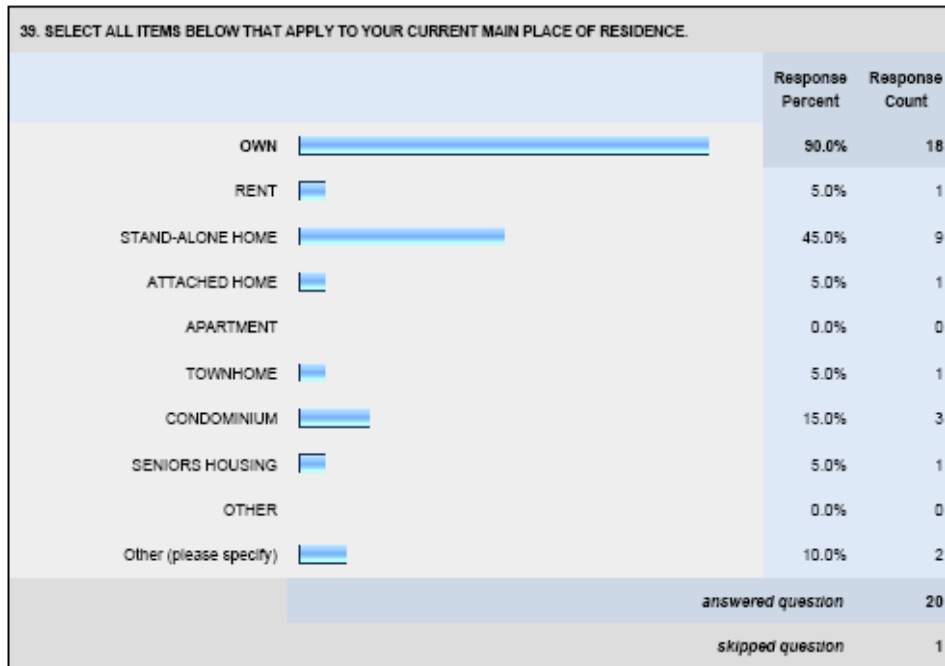 39. SELECT ALL ITEMS BELOW THAT APPLY TO YOUR CURRENT MAIN PLACE OF RESIDENCE.
Response Percent Response Count
OWN 90.0% 18
RENT 5.0% 1
STAND-ALONE HOME 45.0% 9
ATTACHED HOME 5.0% 1
APARTMENT 0.0% 0
TOWNHOME 5.0% 1
CONDOMINIUM 15.0% 3
SENIORS HOUSING 5.0% 1
OTHER 0.0% 0
Other (please specify) 10.0% 2
answered question 20
skipped question 1